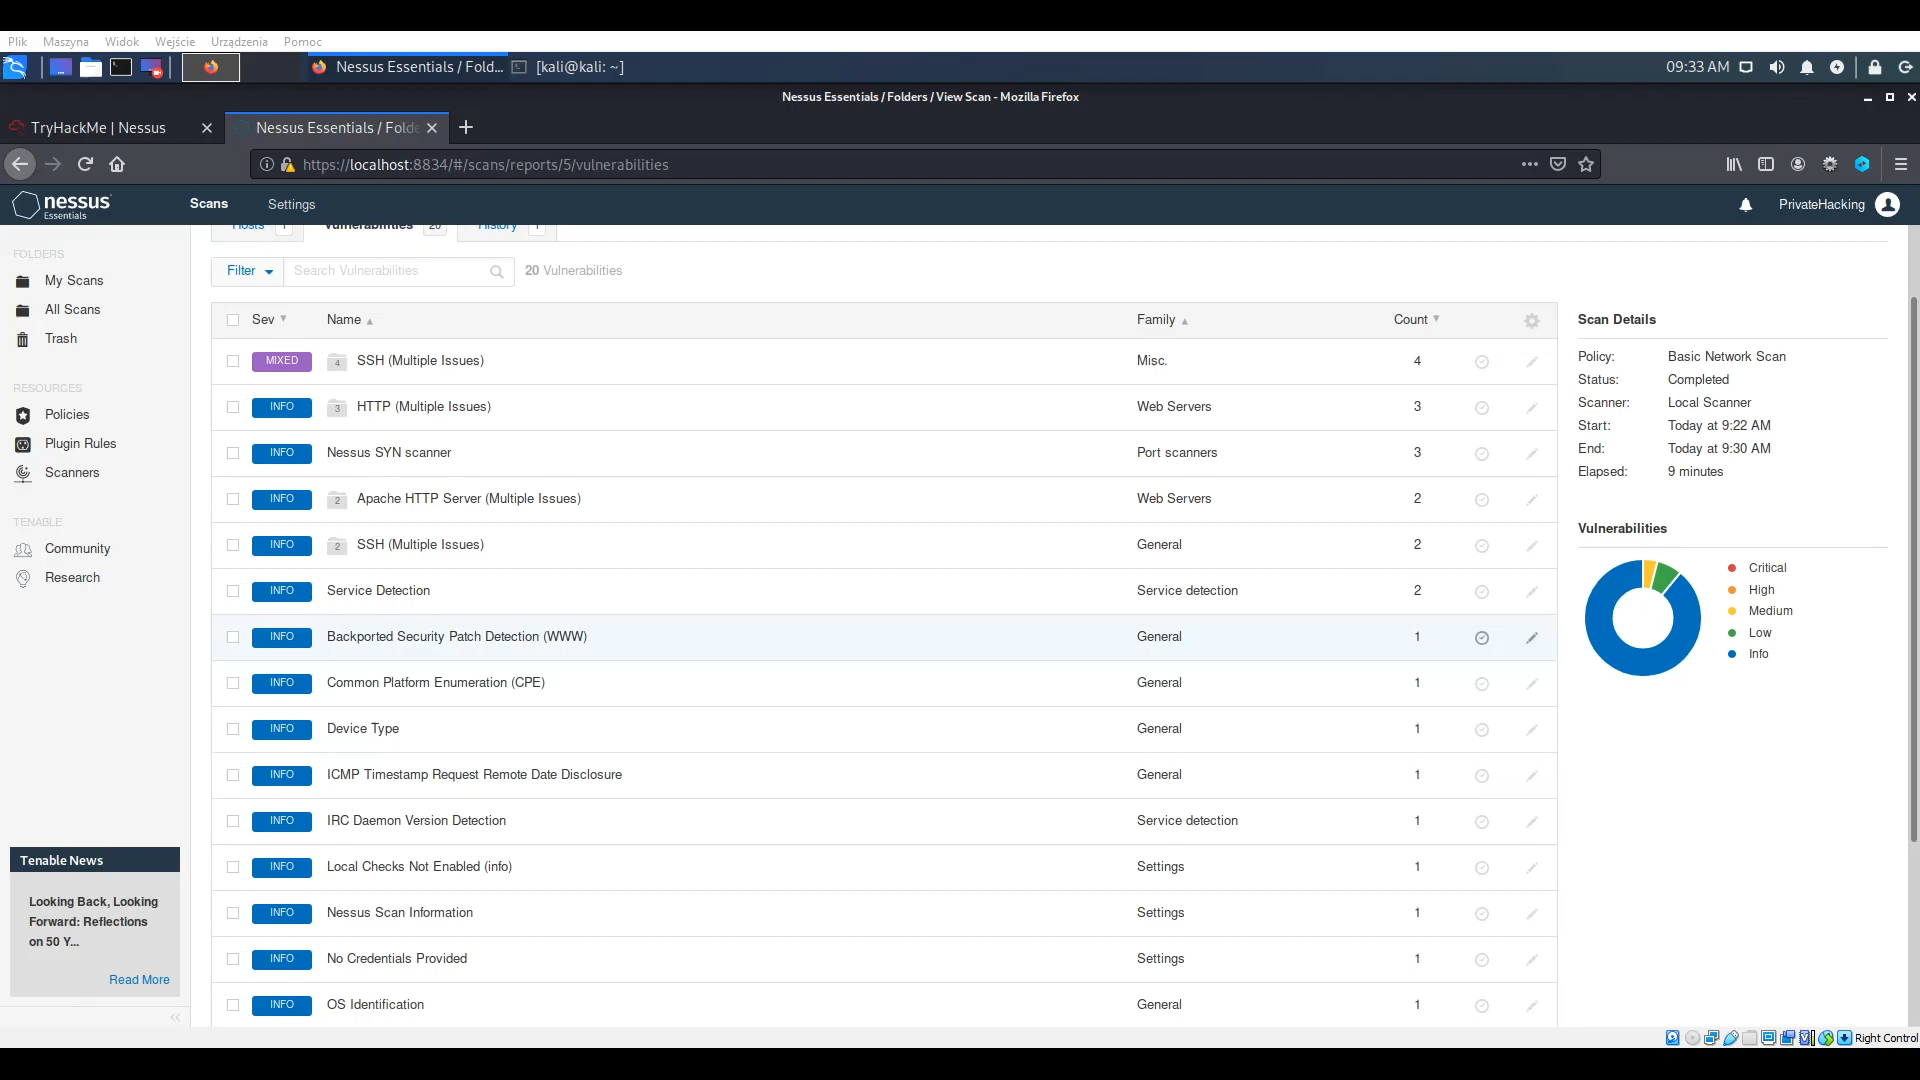 Plik Maszyna Widok Wejście Urządzenia Pomoc
Nessus Essentials / Fold... [kali@kali: ~] 09:33 AM
Nessus Essentials / Folders / View Scan - Mozilla Firefox
TryHackMe | Nessus Nessus Essentials / Folde
https://localhost:8834/#/scans/reports/5/vulnerabilities
nessus Essentials Scans Settings PrivateHacking
Hosts 1 Vulnerabilities 20 History 1
FOLDERS
My Scans
All Scans
Trash
RESOURCES
Policies
Plugin Rules
Scanners
TENABLE
Community
Research
Tenable News
Looking Back, Looking
Forward: Reflections
on 50 Y...
Read More
Filter Search Vulnerabilities 20 Vulnerabilities
Sev Name Family Count
MIXED 4 SSH (Multiple Issues) Misc. 4
INFO 3 HTTP (Multiple Issues) Web Servers 3
INFO Nessus SYN scanner Port scanners 3
INFO 2 Apache HTTP Server (Multiple Issues) Web Servers 2
INFO 2 SSH (Multiple Issues) General 2
INFO Service Detection Service detection 2
INFO Backported Security Patch Detection (WWW) General 1
INFO Common Platform Enumeration (CPE) General 1
INFO Device Type General 1
INFO ICMP Timestamp Request Remote Date Disclosure General 1
INFO IRC Daemon Version Detection Service detection 1
INFO Local Checks Not Enabled (info) Settings 1
INFO Nessus Scan Information Settings 1
INFO No Credentials Provided Settings 1
INFO OS Identification General 1
Scan Details
Policy: Basic Network Scan
Status: Completed
Scanner: Local Scanner
Start: Today at 9:22 AM
End: Today at 9:30 AM
Elapsed: 9 minutes
Vulnerabilities
Critical
High
Medium
Low
Info
Right Control